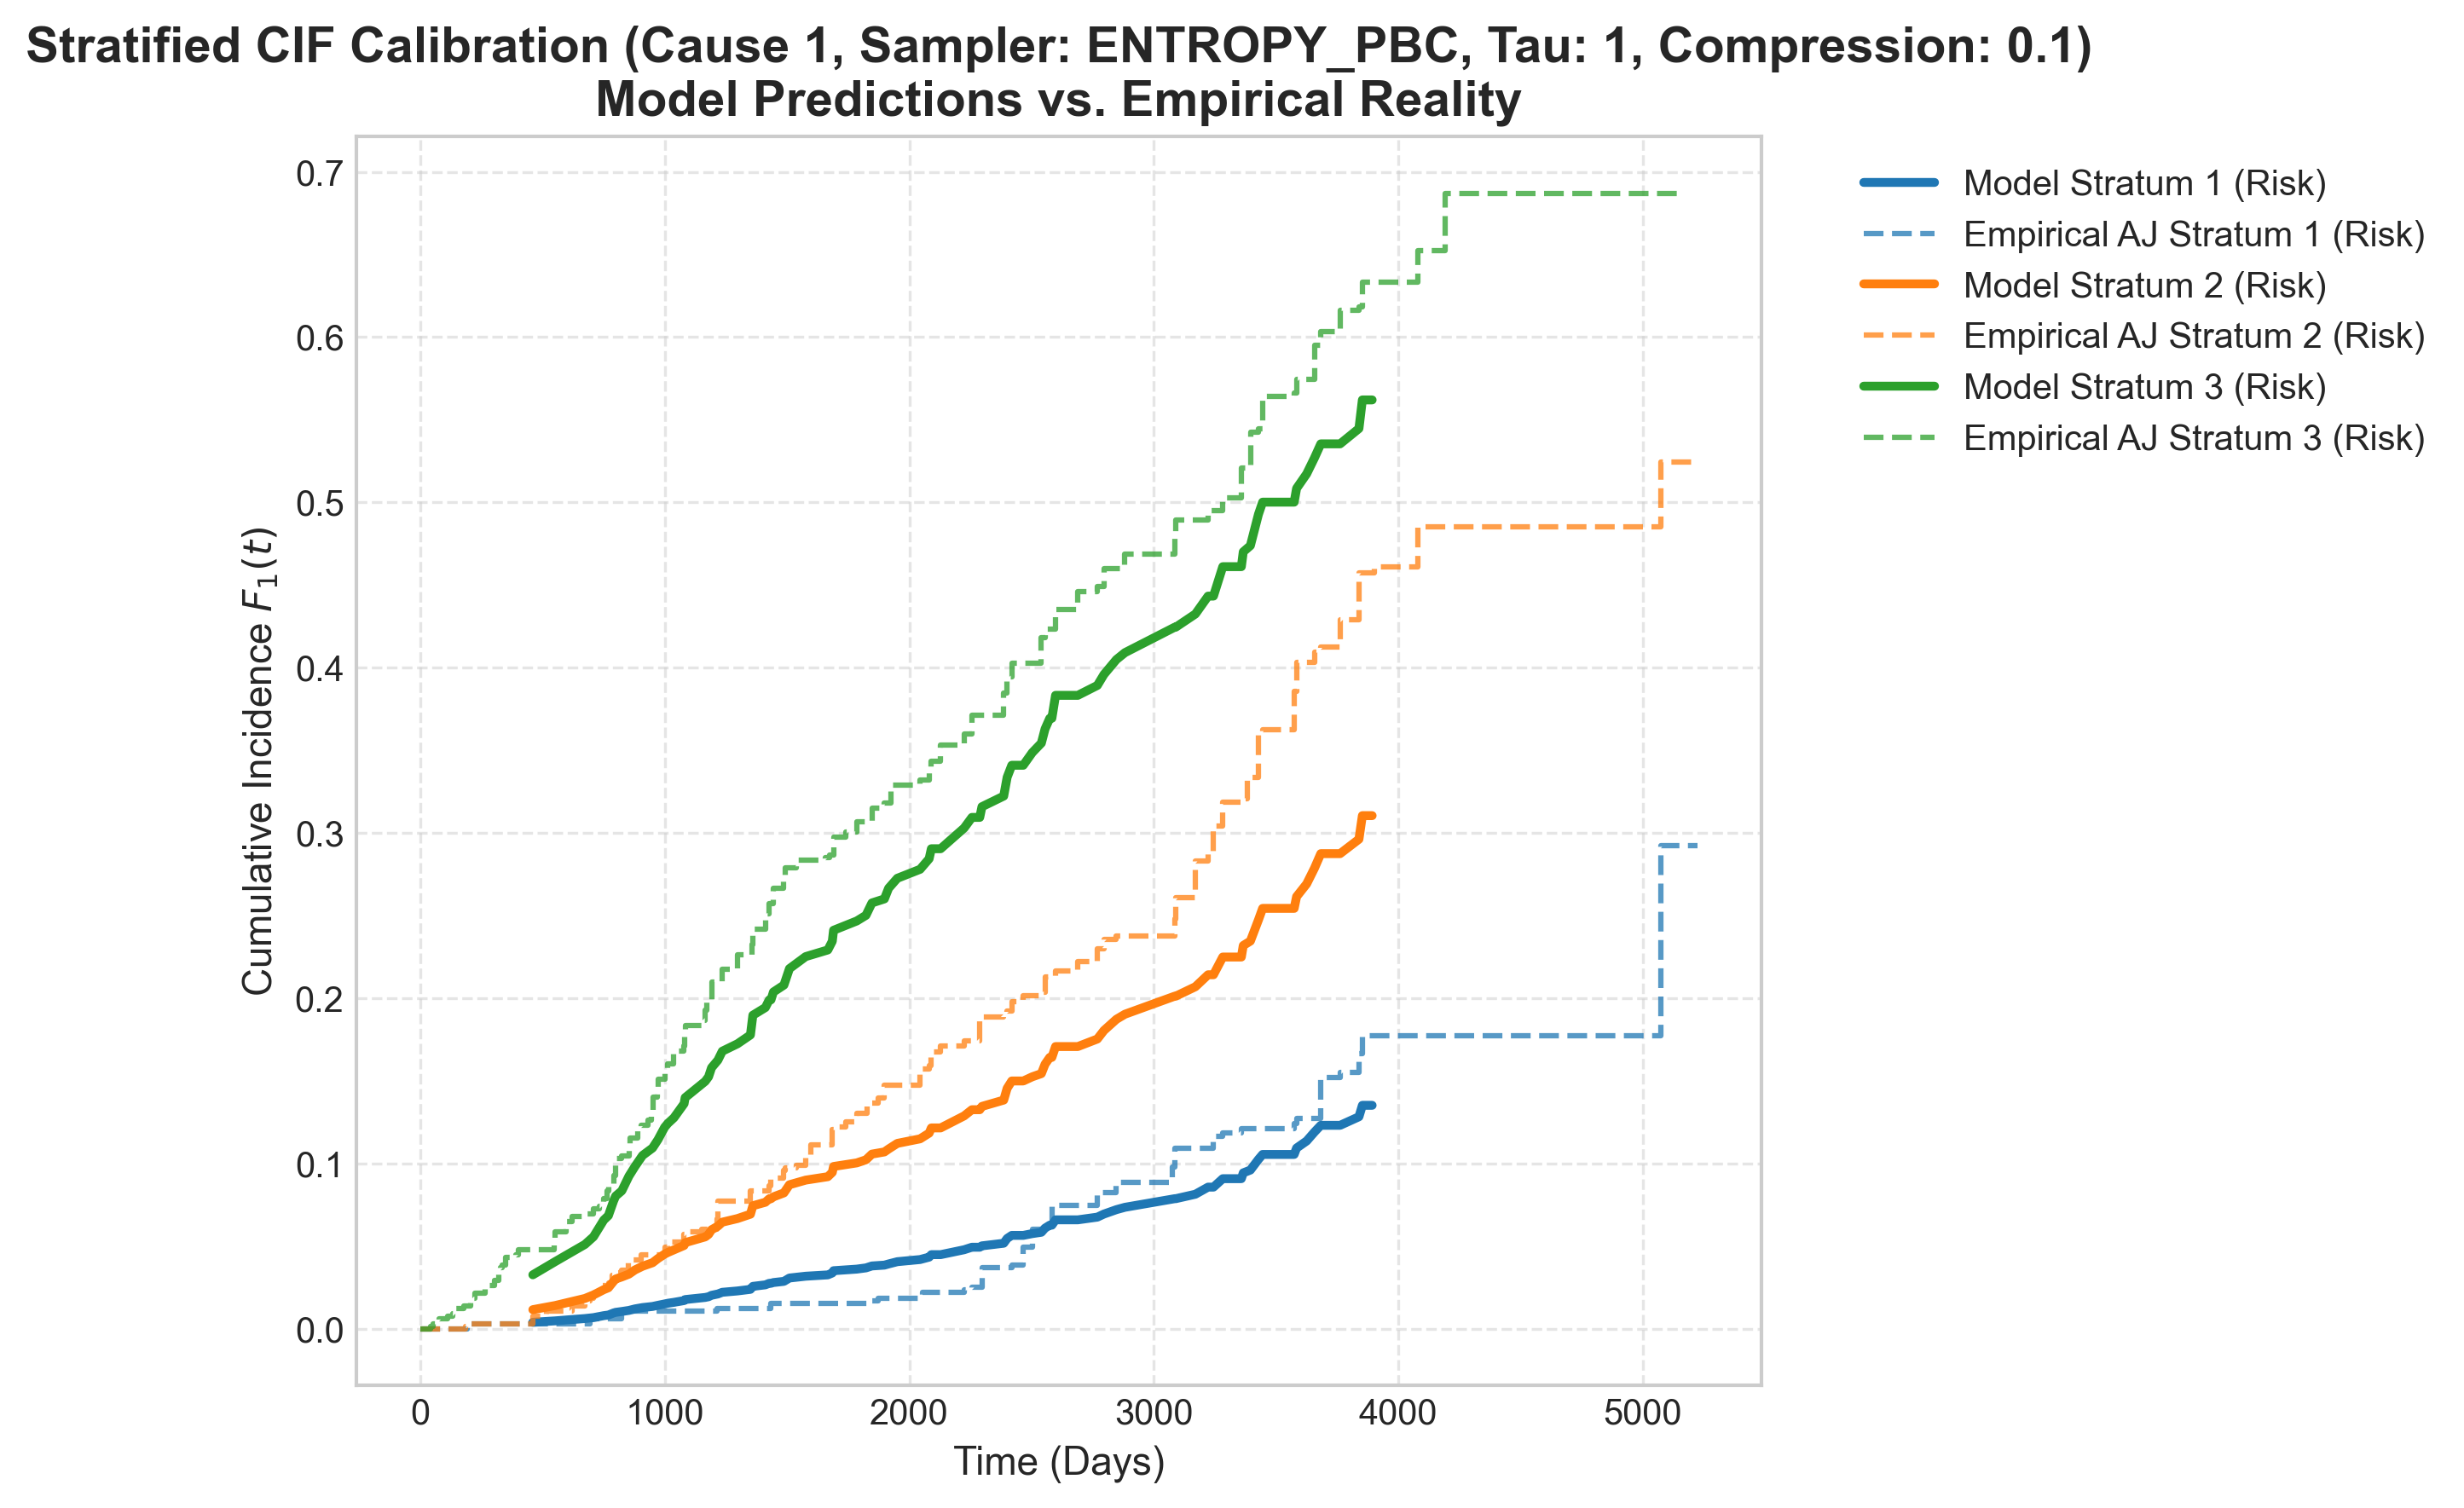 Stratified CIF Calibration (Cause 1, Sampler: ENTROPY_PBC, Tau: 1, Compression: 0.1)
Model Predictions vs. Empirical Reality
Model Stratum 1 (Risk)
Empirical AJ Stratum 1 (Risk)
Model Stratum 2 (Risk)
Empirical AJ Stratum 2 (Risk)
Model Stratum 3 (Risk)
Empirical AJ Stratum 3 (Risk)
Cumulative Incidence F₁(t)
0.7
0.6
0.5
0.4
0.3
0.2
0.1
0.0
0 1000 2000 3000 4000 5000
Time (Days)